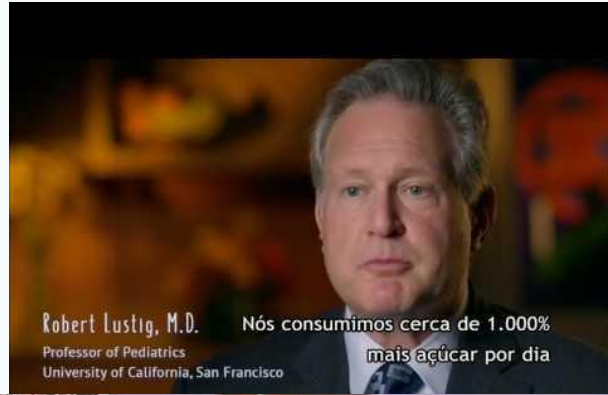 Robert Lustig, M.D.
Professor of Pediatrics
University of California, San Francisco
Nós consumimos cerca de 1.000%
mais açúcar por dia